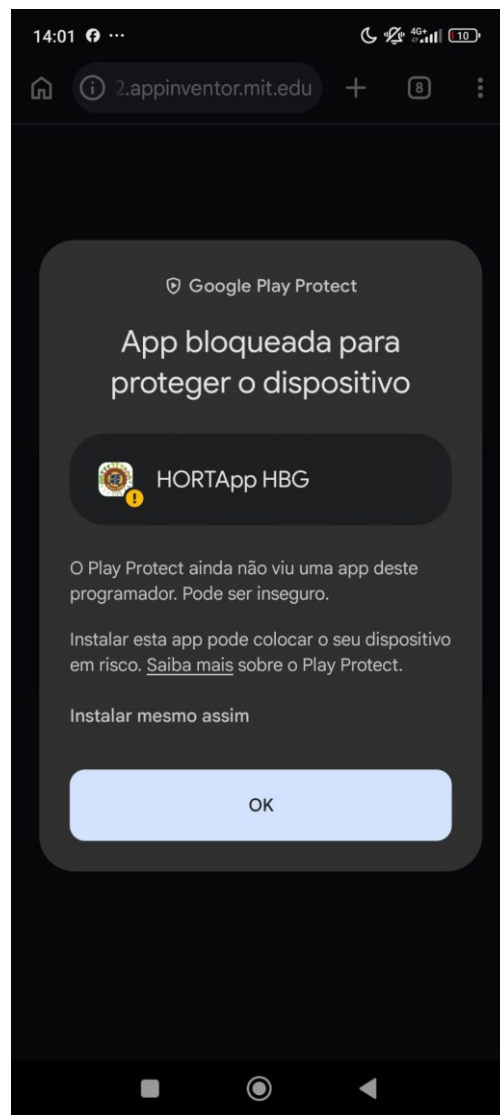 14:01 ...
4G+ 10
2.appinventor.mit.edu + 8
Google Play Protect
App bloqueada para
proteger o dispositivo
HORTApp HBG
O Play Protect ainda não viu uma app deste
programador. Pode ser inseguro.
Instalar esta app pode colocar o seu dispositivo
em risco. Saiba mais sobre o Play Protect.
Instalar mesmo assim
OK